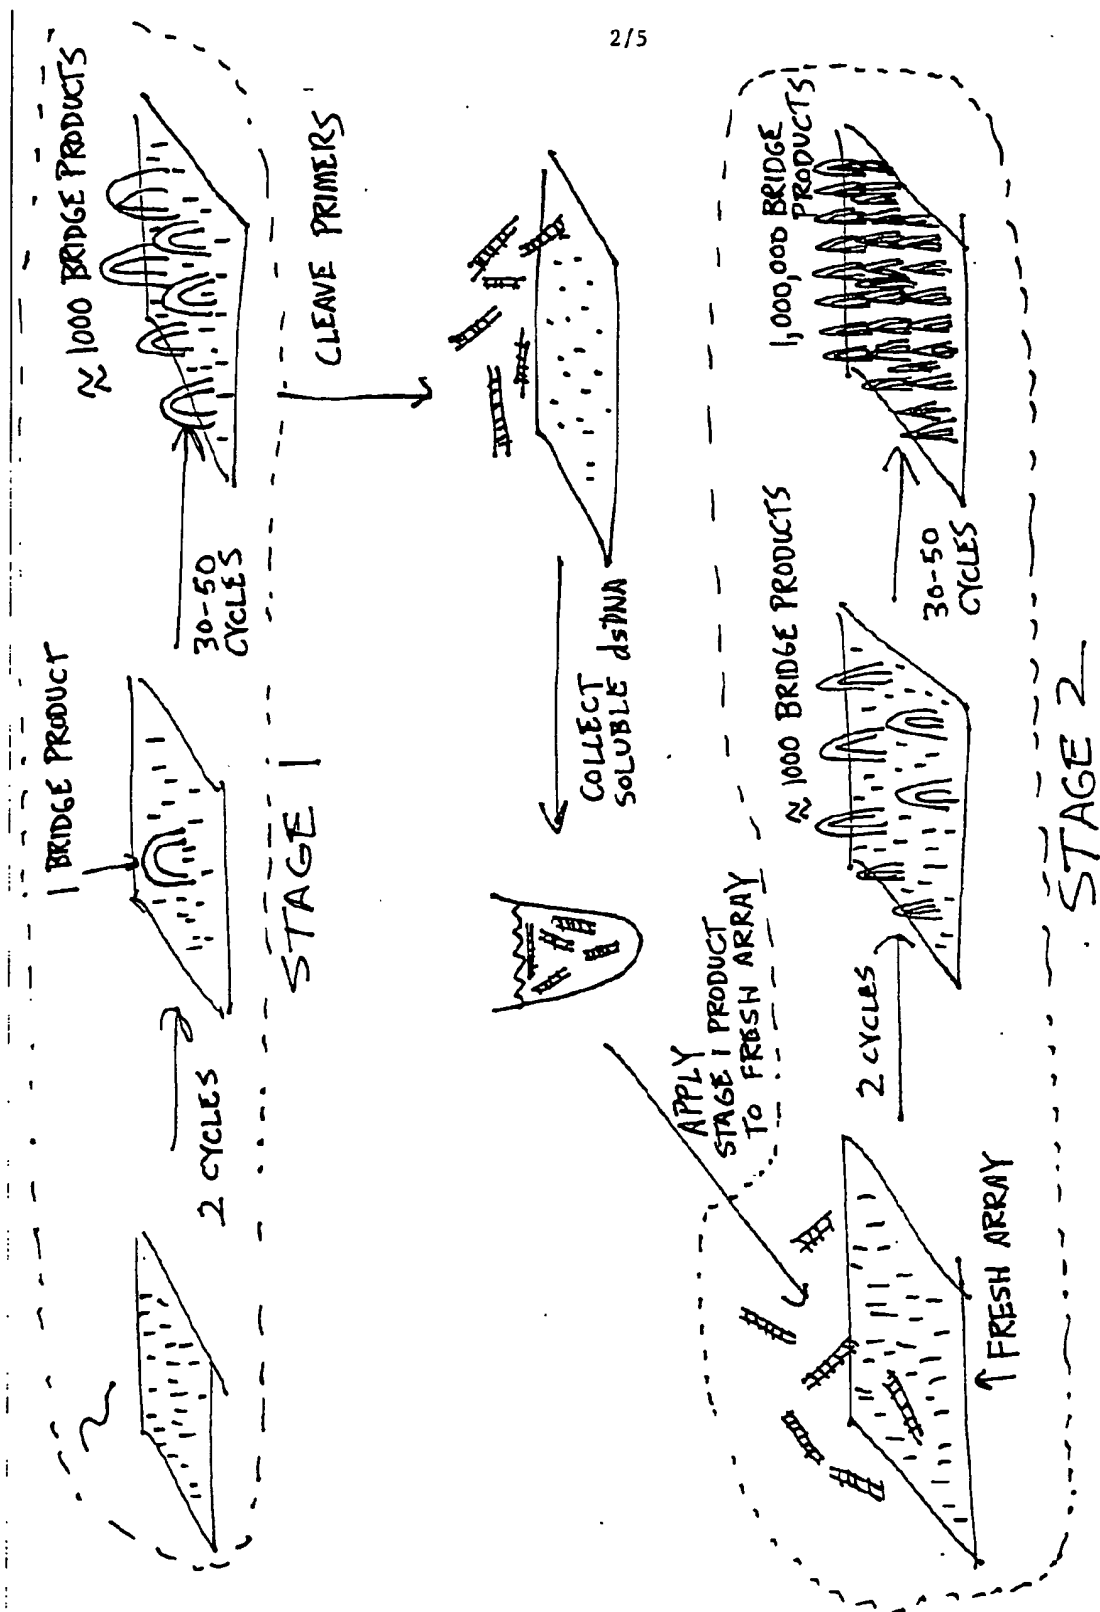 2/5
2 CYCLES
1 BRIDGE PRODUCT
30-50
CYCLES
≈ 1000 BRIDGE PRODUCTS
STAGE 1
CLEAVE PRIMERS
COLLECT
SOLUBLE dsDNA
APPLY
STAGE 1 PRODUCT
TO FRESH ARRAY
↑ FRESH ARRAY
2 CYCLES
≈ 1000 BRIDGE PRODUCTS
30-50
CYCLES
1,000,000 BRIDGE
PRODUCTS
STAGE 2